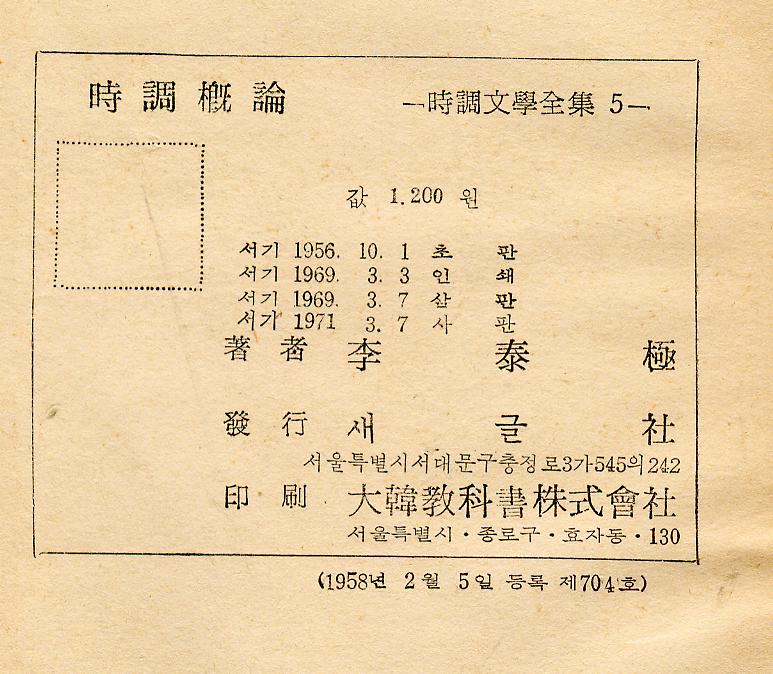 時調槪論 ―時調文學全集 5―
값 1.200 원
서기 1956. 10. 1 초 판
서기 1969. 3. 3 인 쇄
서기 1969. 3. 7 삼 판
서기 1971 3. 7 사 판
著 者 李 泰 極
發 行 새 글 社
서울특별시서대문구충정로3가545의242
印 刷 大韓敎科書株式會社
서울특별시・종로구・효자동・130
(1958년 2월 5일 등록 제704호)